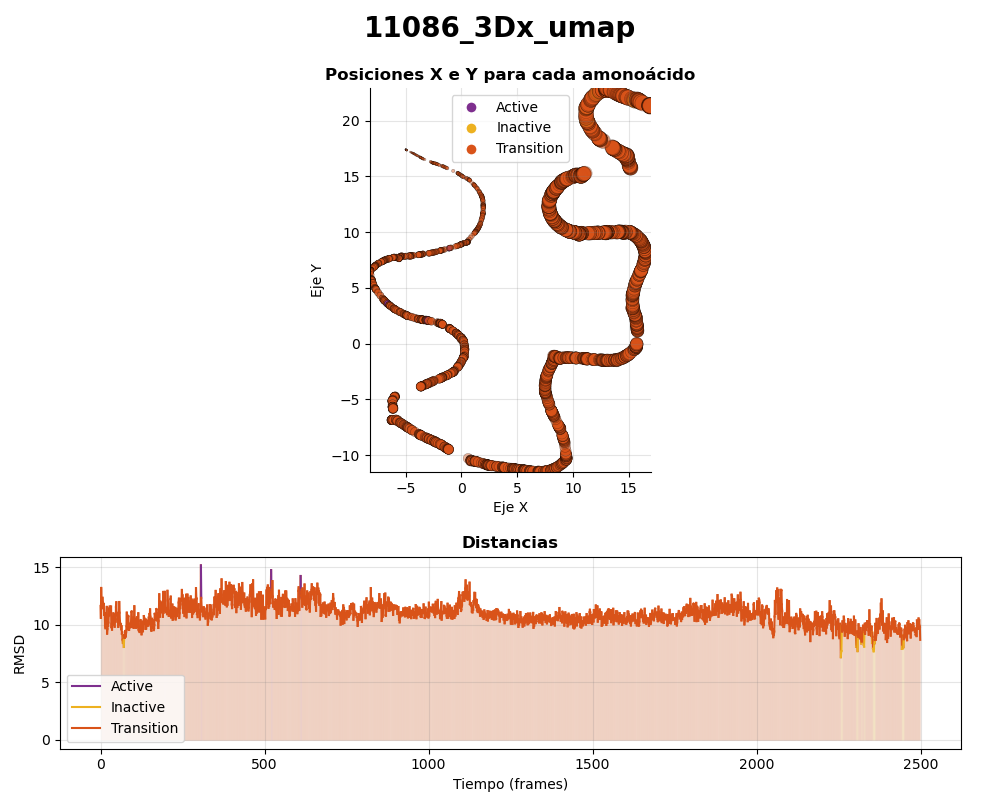 11086_3Dx_umap
Posiciones X e Y para cada amonoácido
Active
Inactive
Transition
20
15
10
5
0
−5
−10
Eje Y
−5
0
5
10
15
Eje X
Distancias
15
10
5
0
RMSD
Active
Inactive
Transition
0
500
1000
1500
2000
2500
Tiempo (frames)